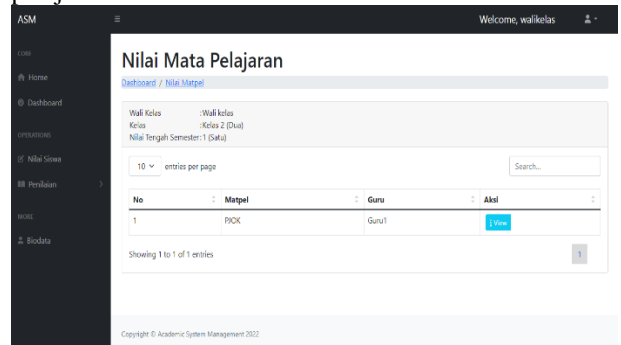 ASM
Welcome, walikelas
CORE
Home
Dashboard
OPERATIONS
Nilai Siswa
Penilaian
MORE
Biodata
Nilai Mata Pelajaran
Dashboard / Nilai Matpel
Wali Kelas :Wali kelas
Kelas :Kelas 2 (Dua)
Nilai Tengah Semester: 1 (Satu)
10 entries per page
Search...
No Matpel Guru Aksi
1 PJOK Guru1 View
Showing 1 to 1 of 1 entries
1
Copyright © Academic System Management 2022